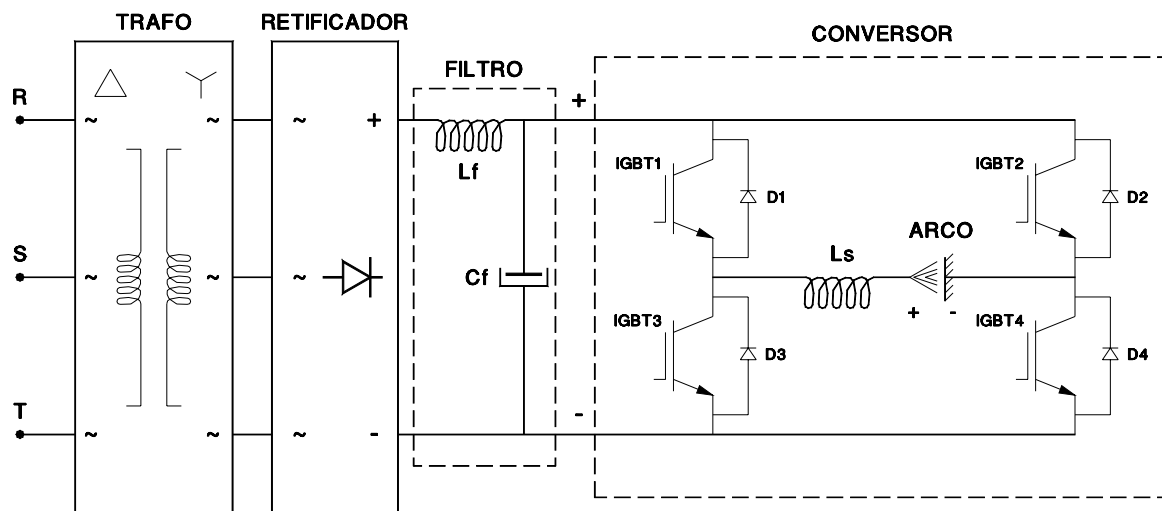 TRAFO
RETIFICADOR
CONVERSOR
FILTRO
R
~
~
~
+
+
Lf
IGBT1
D1
IGBT2
D2
S
~
~
~
Cf
Ls
ARCO
+
-
IGBT3
D3
IGBT4
D4
T
~
~
~
-
-